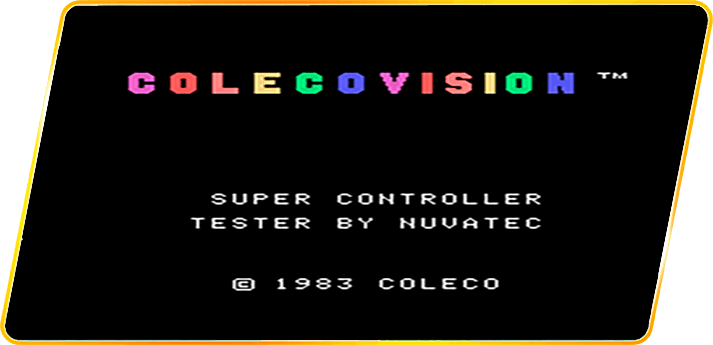 COLECOVISION ™
SUPER CONTROLLER
TESTER BY NUVATEC
© 1983 COLECO